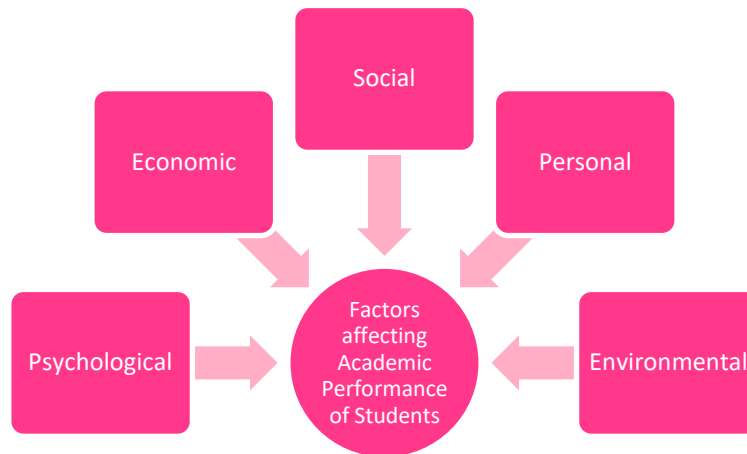 Social
Economic
Personal
Psychological
Factors
affecting
Academic
Performance
of Students
Environmental